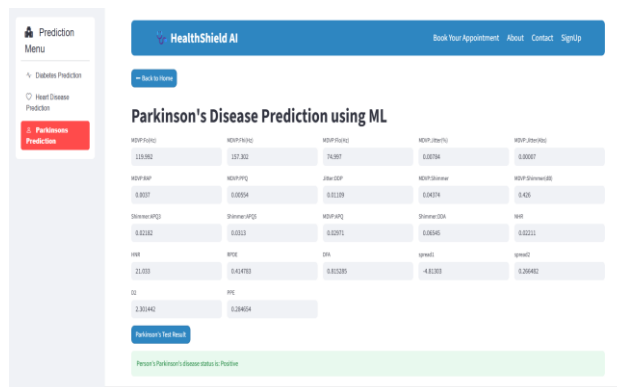 Prediction
Menu
Diabetes Prediction
Heart Disease
Prediction
Parkinsons
Prediction
HealthShield AI
Book Your Appointment About Contact SignUp
Back to Home
Parkinson's Disease Prediction using ML
MDVP:Fo(Hz) MDVP:Fhi(Hz) MDVP:Flo(Hz) MDVP:Jitter(%) MDVP:Jitter(Abs)
119.992 157.302 74.997 0.00784 0.00007
MDVP:RAP MDVP:PPQ Jitter:DDP MDVP:Shimmer MDVP:Shimmer(dB)
0.0037 0.00554 0.01109 0.04374 0.426
Shimmer:APQ3 Shimmer:APQ5 MDVP:APQ Shimmer:DDA NHR
0.02182 0.0313 0.02971 0.06545 0.02211
HNR RPDE DFA spread1 spread2
21.033 0.414783 0.815285 -4.81303 0.266482
D2 PPE
2.301442 0.284654
Parkinson's Test Result
Person's Parkinson's disease status is: Positive